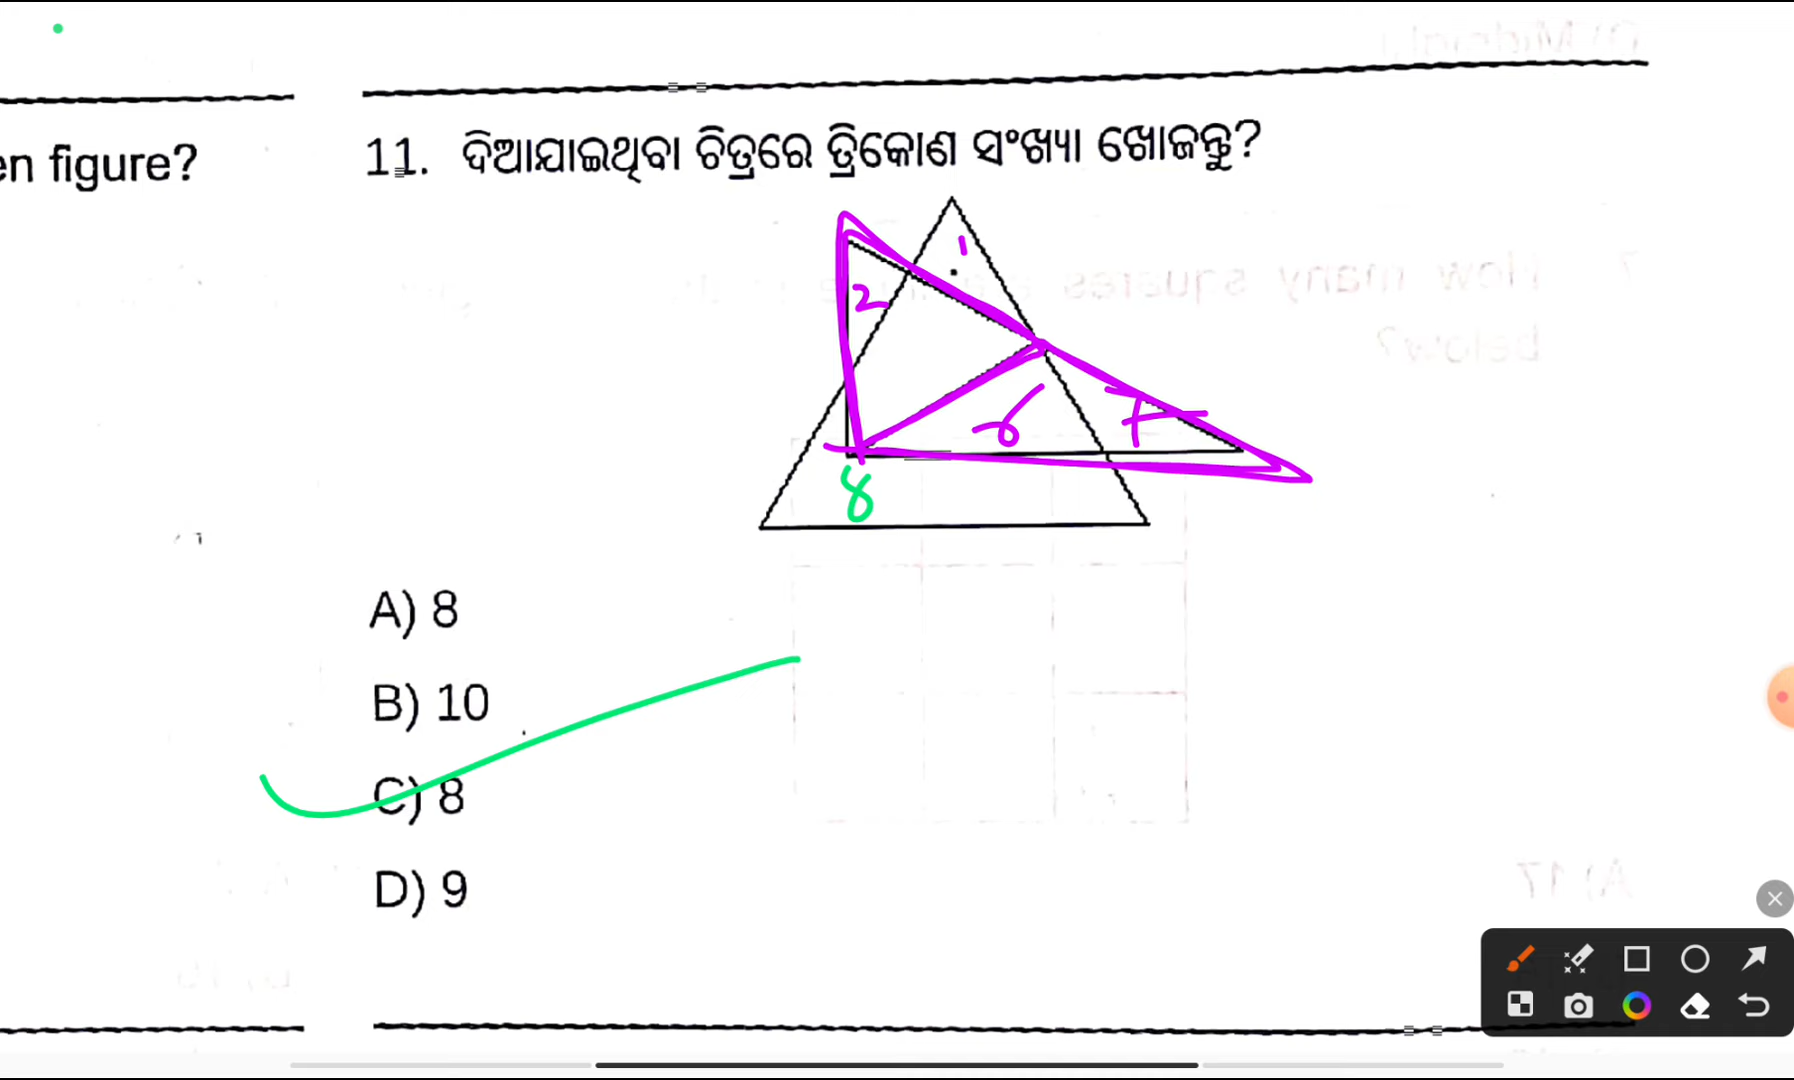 en figure?
11. ଦିଆଯାଇଥିବା ଚିତ୍ରରେ ତ୍ରିକୋଣ ସଂଖ୍ୟା ଖୋଜନ୍ତୁ?
1
2
6
7
8
A) 8
B) 10
C) 8
D) 9